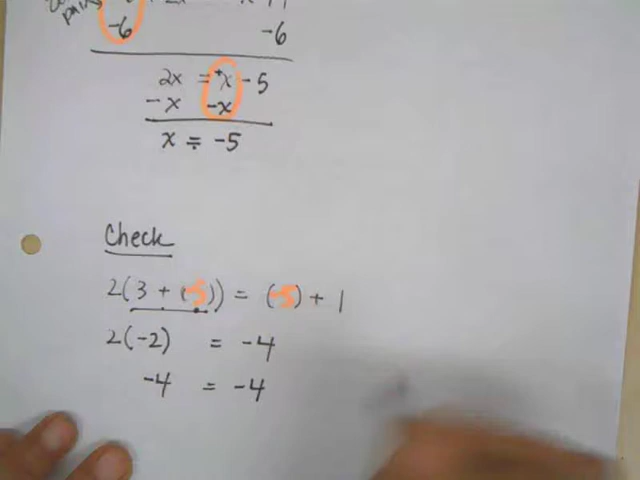 -6 -6
2x = +x - 5
-x -x
x = -5
Check
2(3 + (-5)) = (-5) + 1
2(-2) = -4
-4 = -4